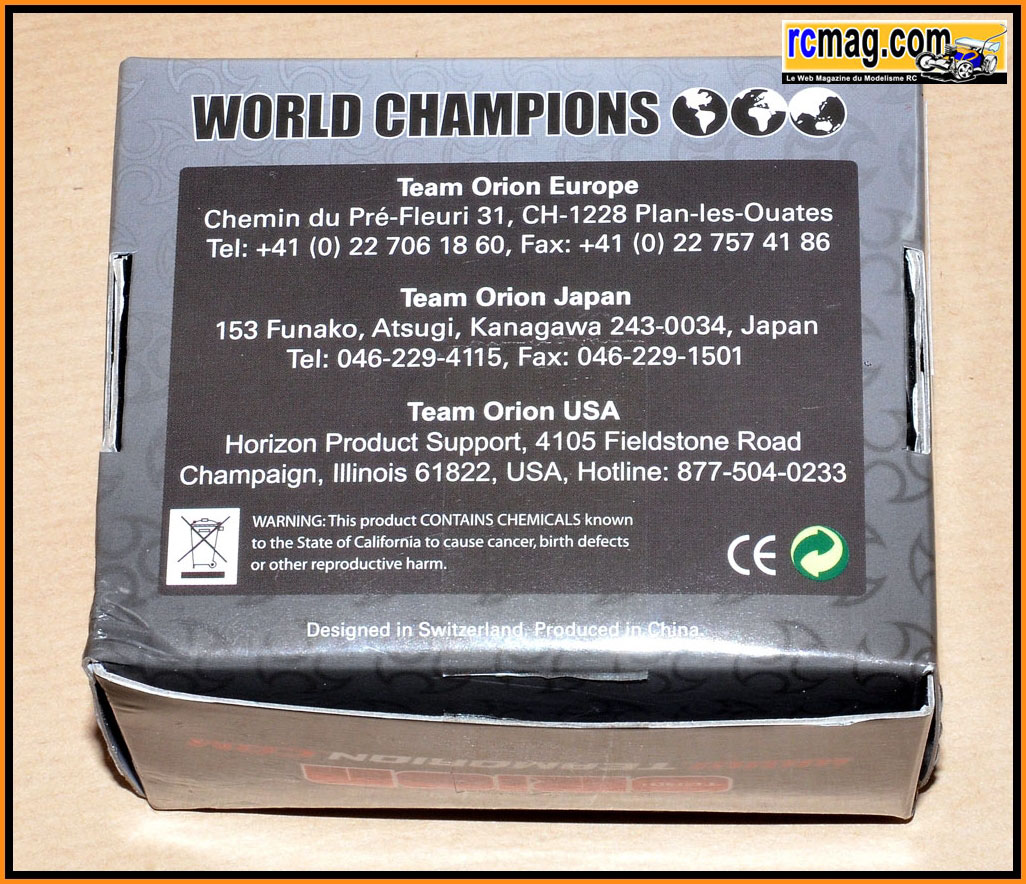 rcmag.com
Le Web Magazine du Modelisme RC
WORLD CHAMPIONS
Team Orion Europe
Chemin du Pré-Fleuri 31, CH-1228 Plan-les-Ouates
Tel: +41 (0) 22 706 18 60, Fax: +41 (0) 22 757 41 86
Team Orion Japan
153 Funako, Atsugi, Kanagawa 243-0034, Japan
Tel: 046-229-4115, Fax: 046-229-1501
Team Orion USA
Horizon Product Support, 4105 Fieldstone Road
Champaign, Illinois 61822, USA, Hotline: 877-504-0233
WARNING: This product CONTAINS CHEMICALS known
to the State of California to cause cancer, birth defects
or other reproductive harm.
CE
Designed in Switzerland, Produced in China.
TEAMORION
ORION